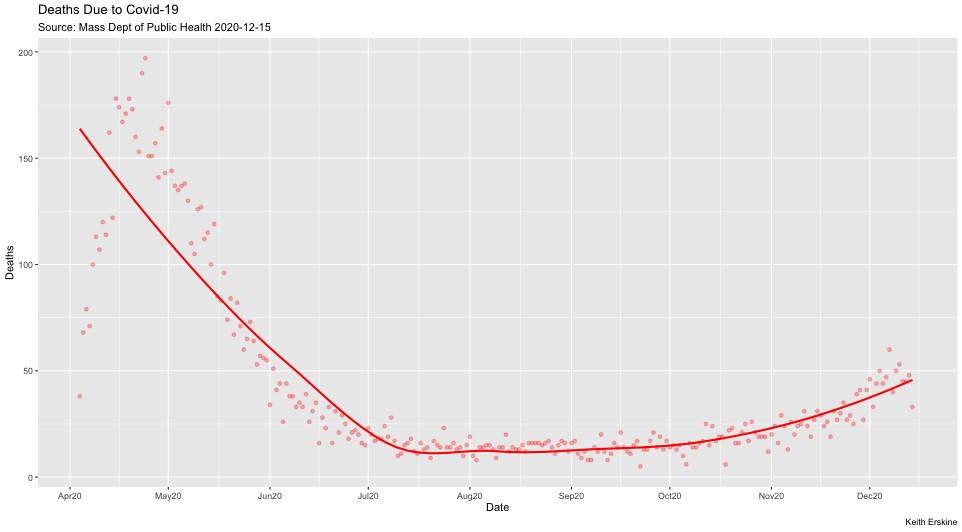 Deaths Due to Covid-19
Source: Mass Dept of Public Health 2020-12-15
200
150
100
50
0
Deaths
Apr20 May20 Jun20 Jul20 Aug20 Sep20 Oct20 Nov20 Dec20
Date
Keith Erskine